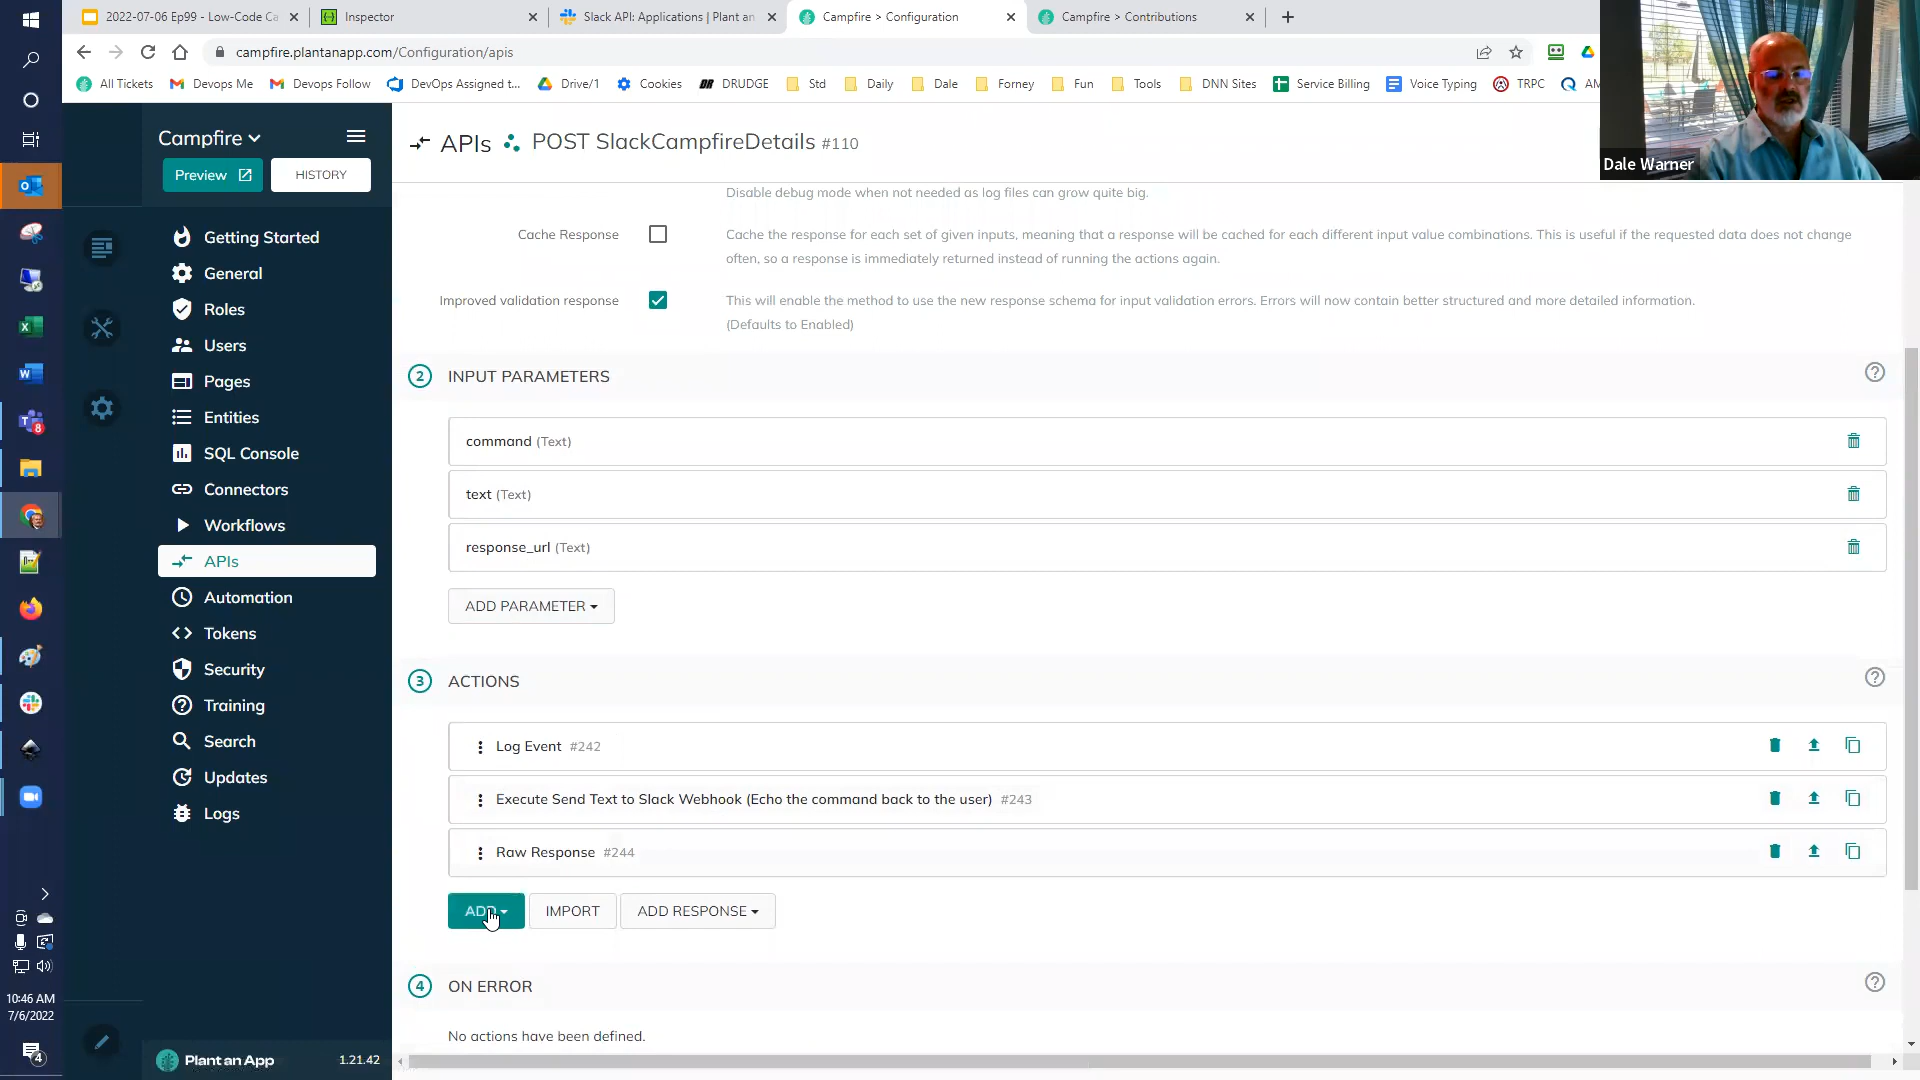 2022-07-06 Ep99 - Low-Code Ca
Inspector
Slack API: Applications | Plant an
Campfire > Configuration
Campfire > Contributions
campfire.plantanapp.com/Configuration/apis
All Tickets
Devops Me
Devops Follow
DevOps Assigned t...
Drive/1
Cookies
DRUDGE
Std
Daily
Dale
Forney
Fun
Tools
DNN Sites
Service Billing
Voice Typing
TRPC
Dale Warner
Campfire
Preview
HISTORY
Getting Started
General
Roles
Users
Pages
Entities
SQL Console
Connectors
Workflows
APIs
Automation
Tokens
Security
Training
Search
Updates
Logs
Plant an App
1.21.42
APIs
POST SlackCampfireDetails #110
Disable debug mode when not needed as log files can grow quite big.
Cache Response
Cache the response for each set of given inputs, meaning that a response will be cached for each different input value combinations. This is useful if the requested data does not change
often, so a response is immediately returned instead of running the actions again.
Improved validation response
This will enable the method to use the new response schema for input validation errors. Errors will now contain better structured and more detailed information.
(Defaults to Enabled)
2 INPUT PARAMETERS
command (Text)
text (Text)
response_url (Text)
ADD PARAMETER
3 ACTIONS
Log Event #242
Execute Send Text to Slack Webhook (Echo the command back to the user) #243
Raw Response #244
ADD
IMPORT
ADD RESPONSE
4 ON ERROR
No actions have been defined.
10:46 AM
7/6/2022
8
4